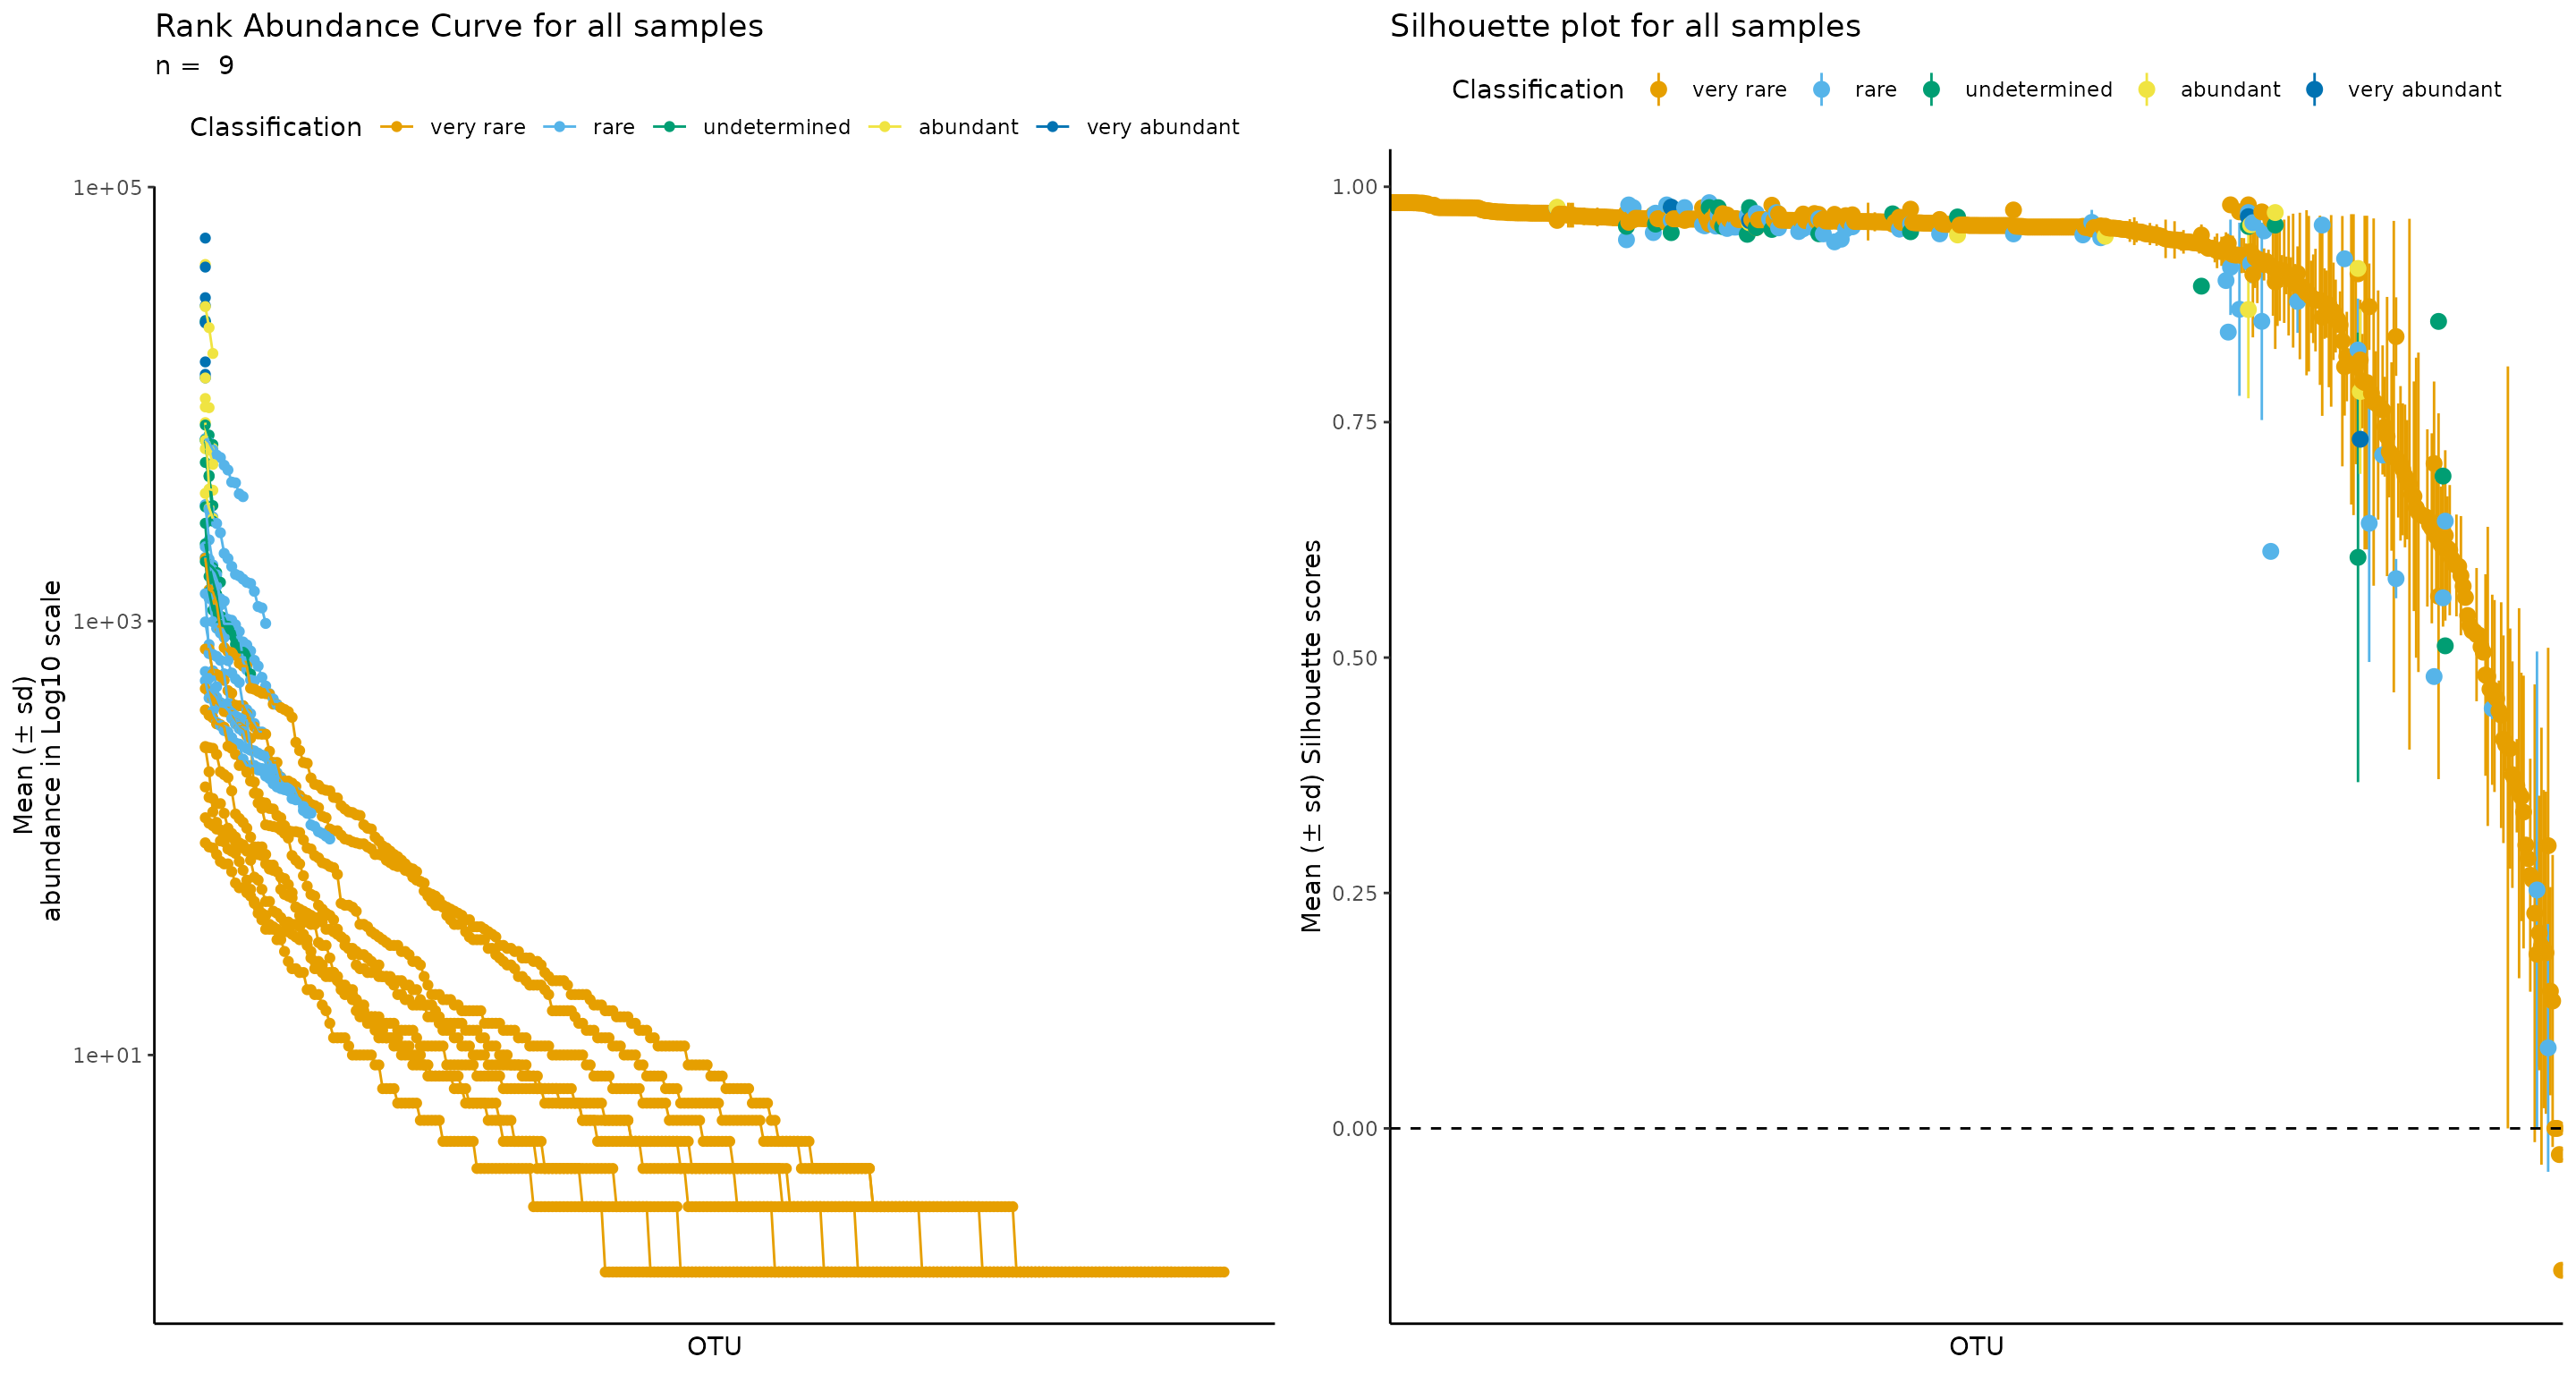 Rank Abundance Curve for all samples
n =  9
Classification very rare rare undetermined abundant very abundant
1e+05
1e+03
1e+01
Mean (± sd)
abundance in Log10 scale
OTU
Silhouette plot for all samples
Classification very rare rare undetermined abundant very abundant
1.00
0.75
0.50
0.25
0.00
Mean (± sd) Silhouette scores
OTU